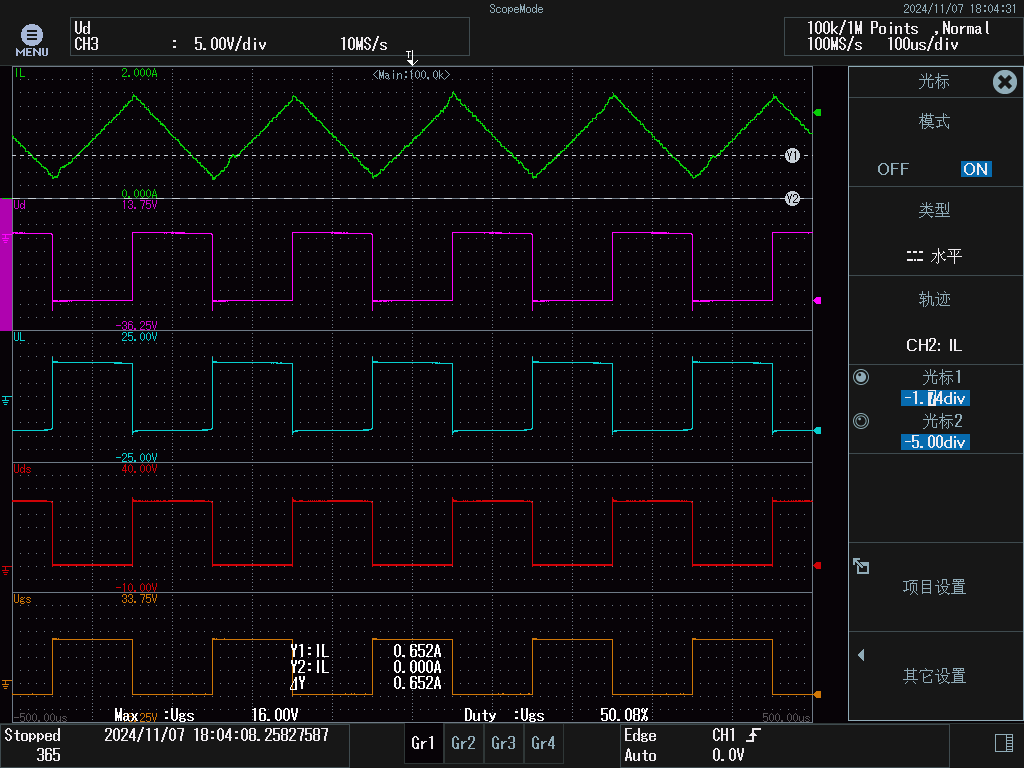 ScopeMode
2024/11/07 18:04:31
MENU
Ud
CH3 : 5.00V/div 10MS/s
100k/1M Points ,Normal
100MS/s 100us/div
T
<Main:100.0k>
IL 2.000A
Y1
0.000A
Y2
Ud 13.75V
-36.25V
UL 25.00V
-25.00V
Uds 40.00V
-10.00V
Ugs 33.75V
Y1:IL 0.652A
Y2:IL 0.000A
ΔY 0.652A
-500.00us
Max :Ugs 16.00V
Duty :Ugs 50.08%
500.00us
光标
模式
OFF ON
类型
水平
轨迹
CH2: IL
光标1
-1.74div
光标2
-5.00div
项目设置
其它设置
Stopped 2024/11/07 18:04:08.25827587
365
Gr1 Gr2 Gr3 Gr4
Edge CH1
Auto 0.0V